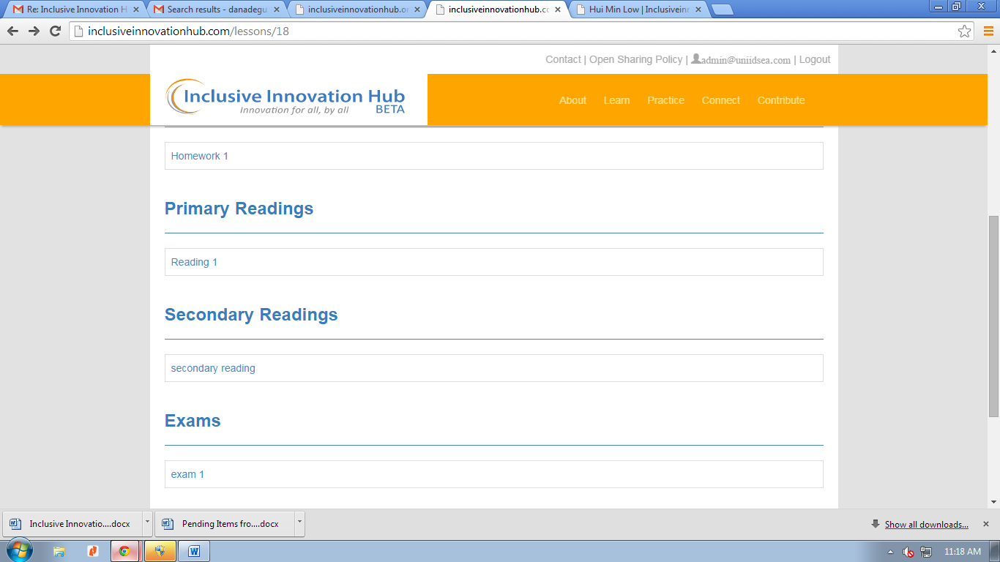 Re: Inclusive Innovation H
Search results - danadegu
inclusiveinnovationhub.or
inclusiveinnovationhub.co
Hui Min Low | Inclusivein
inclusiveinnovationhub.com/lessons/18
Contact | Open Sharing Policy | admin@uniidsea.com | Logout
Inclusive Innovation Hub
Innovation for all, by all BETA
About Learn Practice Connect Contribute
Homework 1
Primary Readings
Reading 1
Secondary Readings
secondary reading
Exams
exam 1
Inclusive Innovatio....docx
Pending Items fro....docx
Show all downloads...
11:18 AM